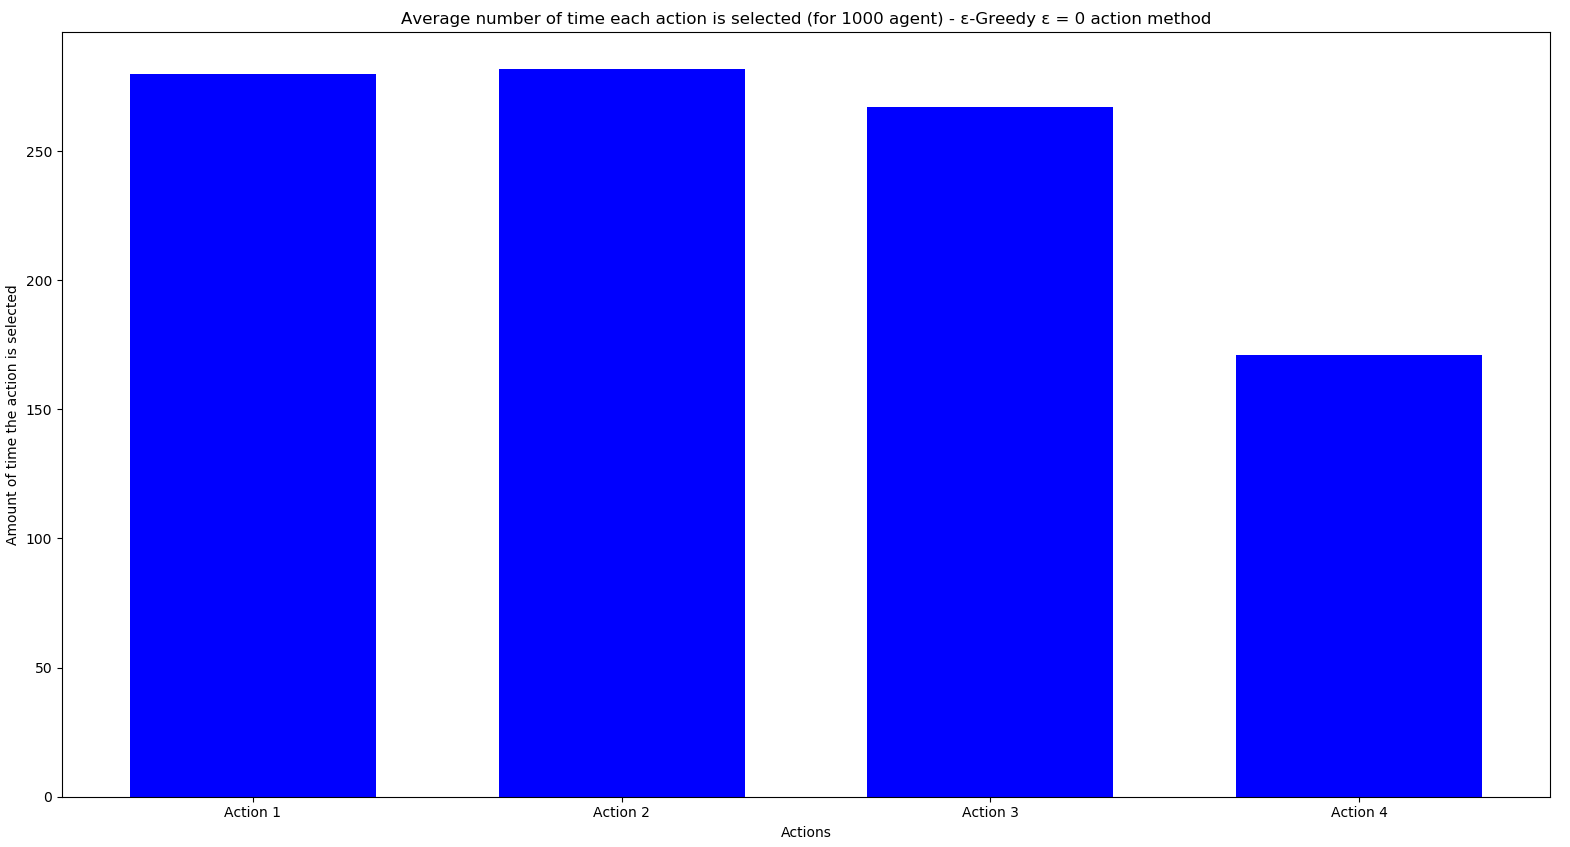 Average number of time each action is selected (for 1000 agent) - ε-Greedy ε = 0 action method
Amount of time the action is selected
250
200
150
100
50
0
Action 1
Action 2
Action 3
Action 4
Actions